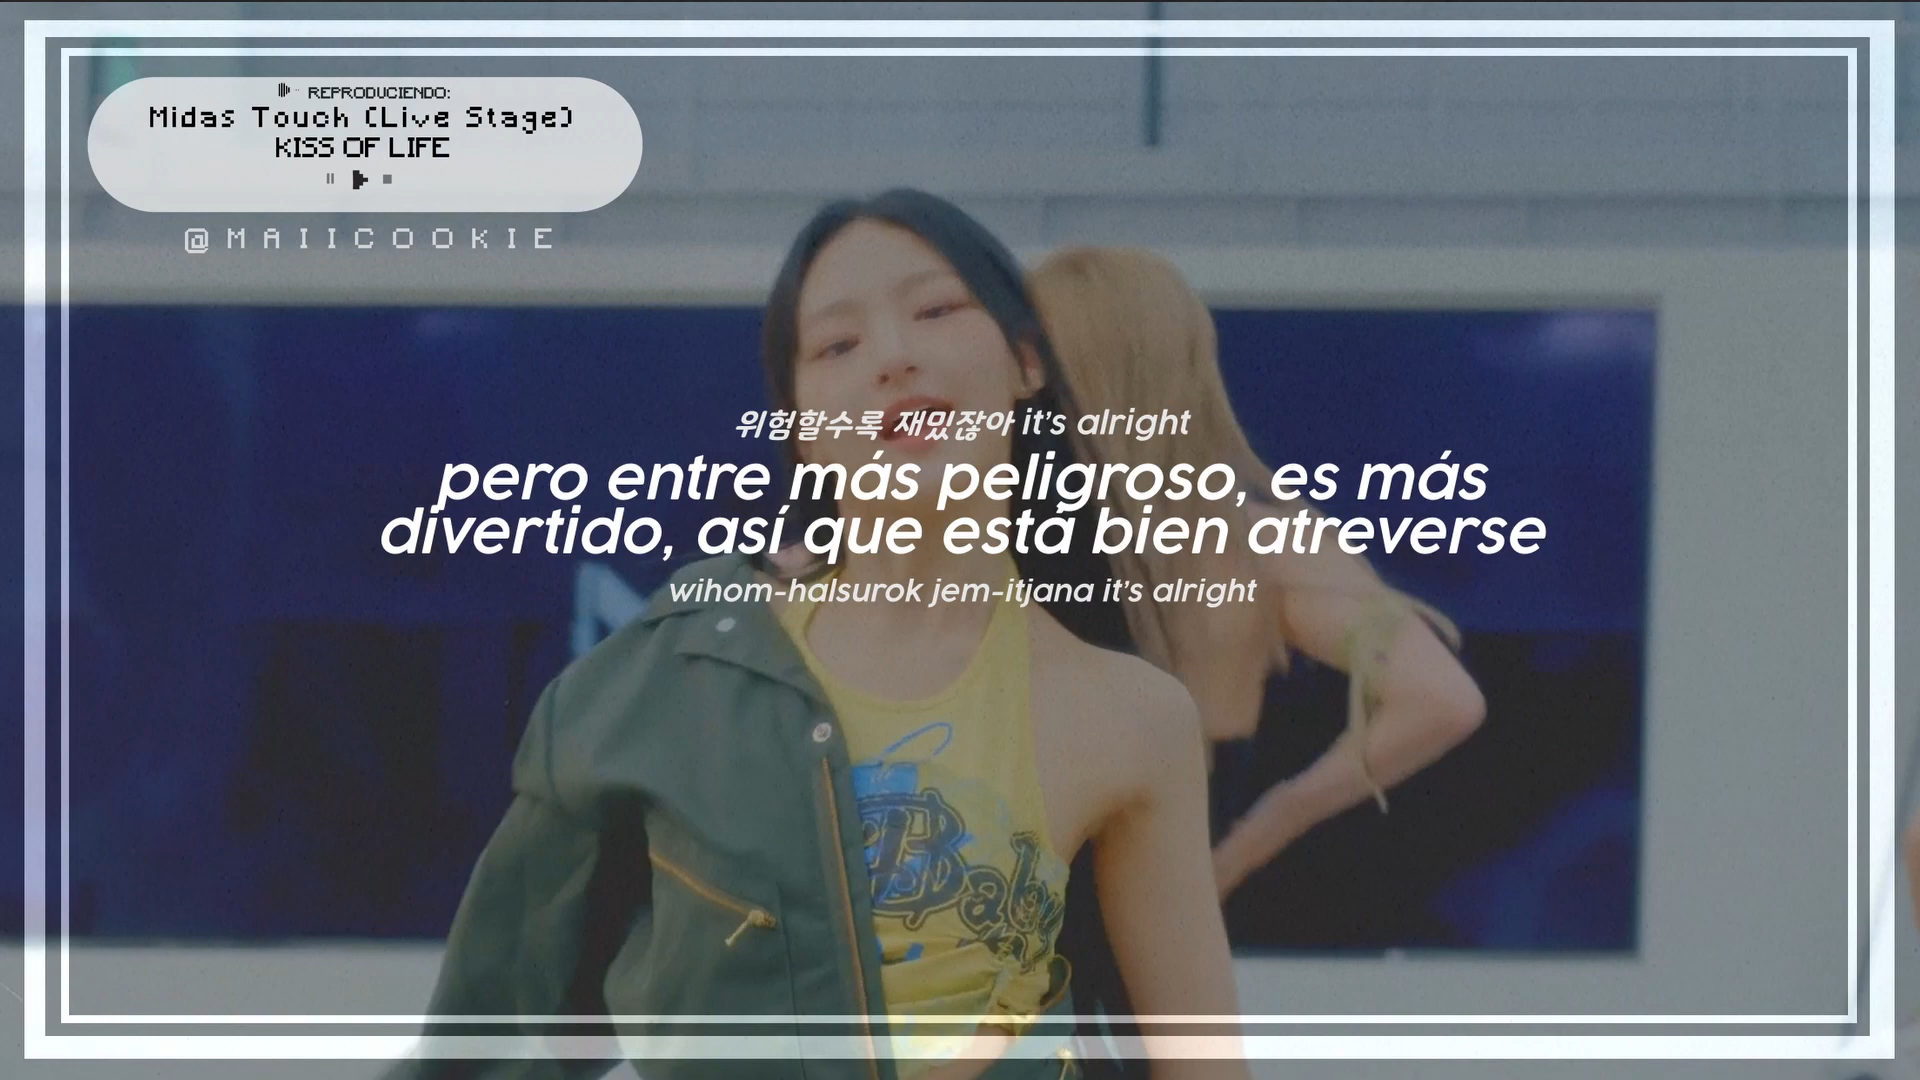 REPRODUCIENDO:
Midas Touch (Live Stage)
KISS OF LIFE
@MAIICOOKIE
위험할수록 재밌잖아 it's alright
pero entre más peligroso, es más
divertido, así que está bien atreverse
wihom-halsurok jem-itjana it's alright
Baby